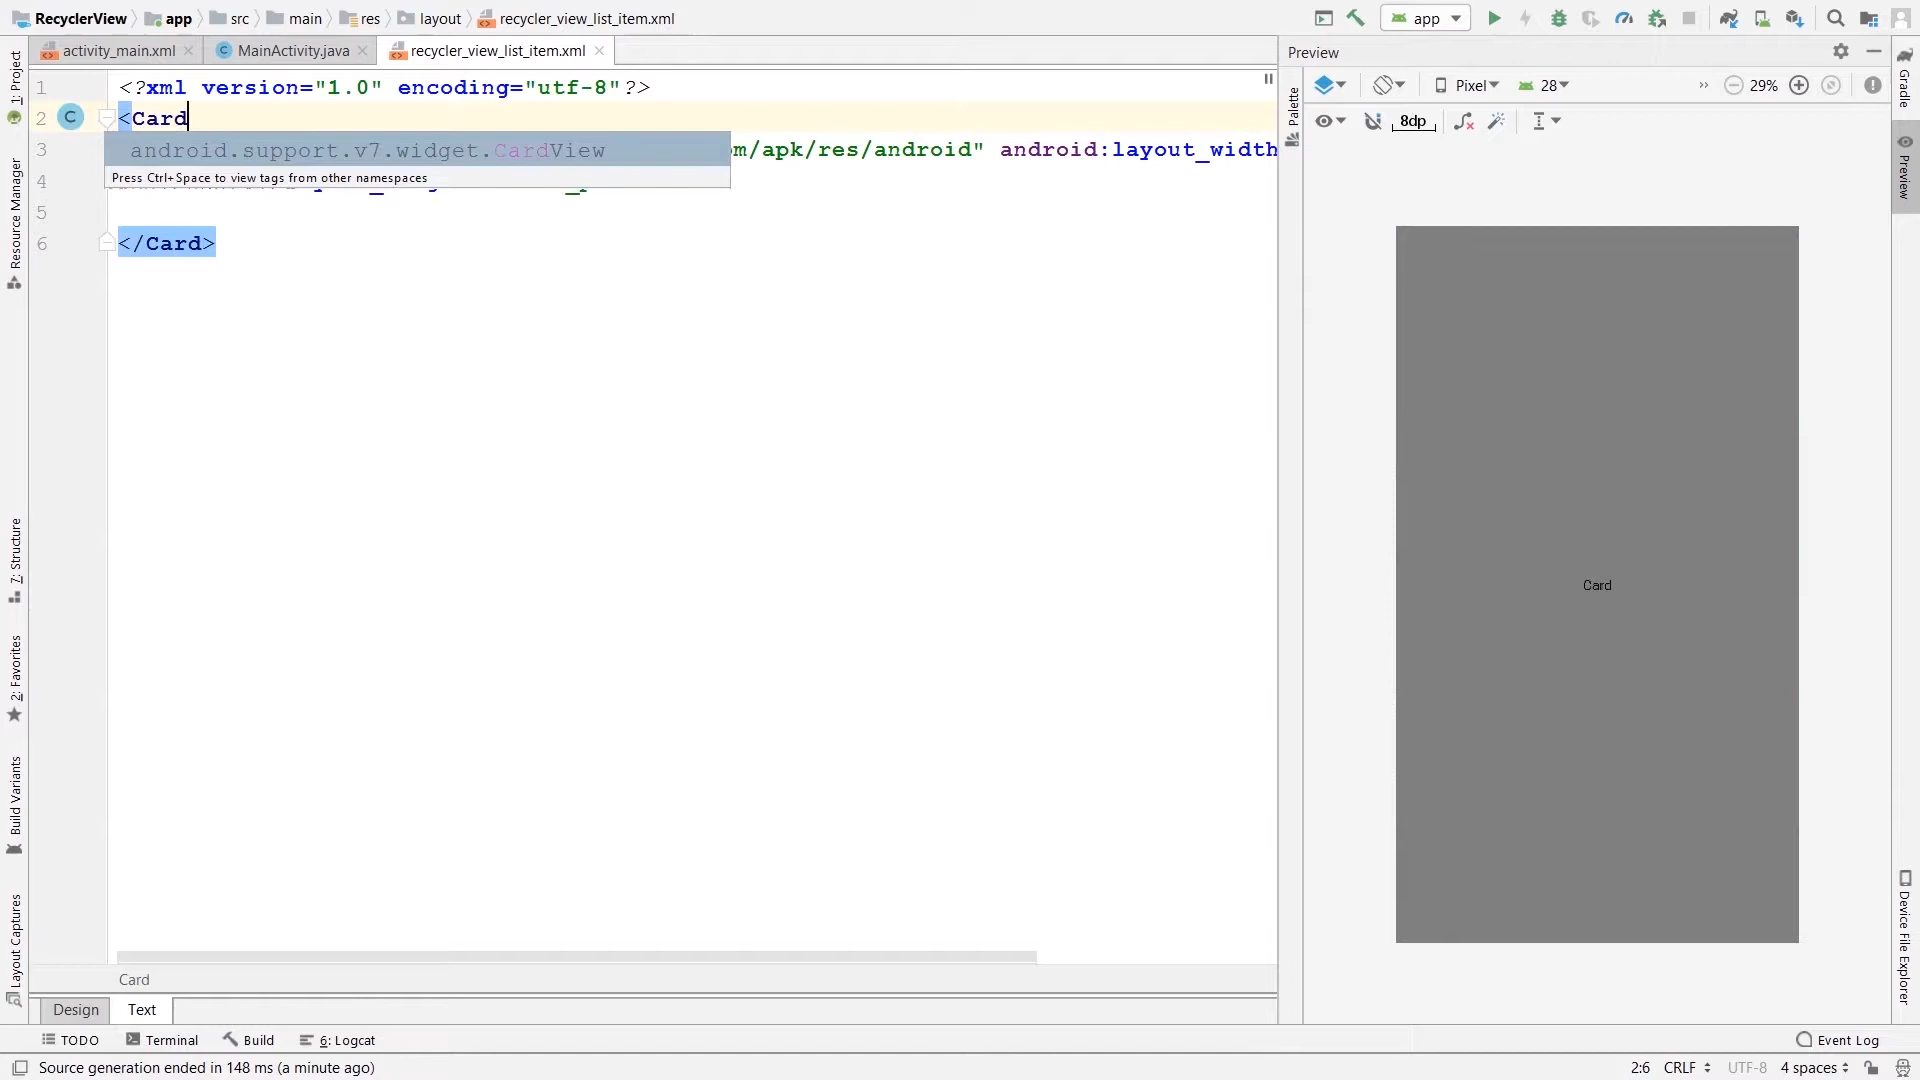 RecyclerView app src main res layout recycler_view_list_item.xml app
activity_main.xml MainActivity.java recycler_view_list_item.xml Preview
Pixel 28 29%
8dp
1 <?xml version="1.0" encoding="utf-8"?>
2 <Card
android.support.v7.widget.CardView
3 m/apk/res/android" android:layout_width
Press Ctrl+Space to view tags from other namespaces
4
5
6 </Card>
Card
Card
Design Text
TODO Terminal Build 6: Logcat Event Log
Source generation ended in 148 ms (a minute ago) 2:6 CRLF UTF-8 4 spaces
1: Project
Resource Manager
7: Structure
2: Favorites
Build Variants
Layout Captures
Palette
Gradle
Preview
Device File Explorer